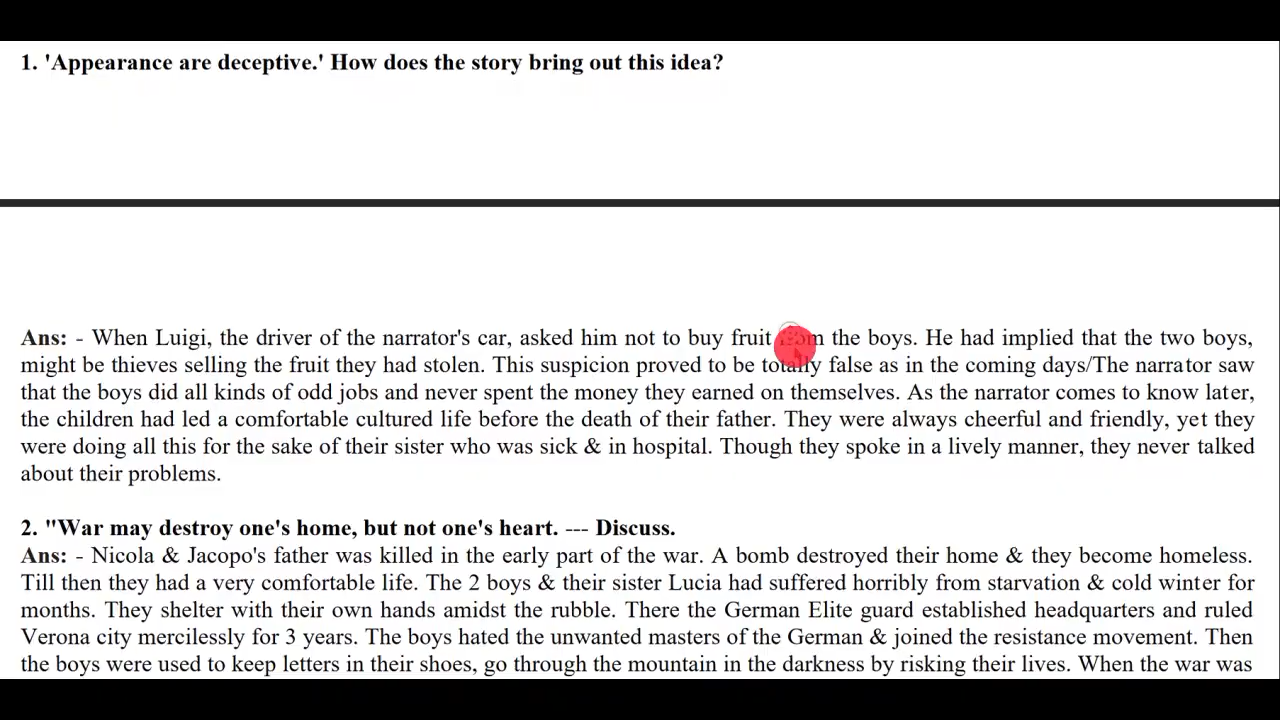 1. 'Appearance are deceptive.' How does the story bring out this idea?
Ans: - When Luigi, the driver of the narrator's car, asked him not to buy fruit from the boys. He had implied that the two boys,
might be thieves selling the fruit they had stolen. This suspicion proved to be totally false as in the coming days/The narrator saw
that the boys did all kinds of odd jobs and never spent the money they earned on themselves. As the narrator comes to know later,
the children had led a comfortable cultured life before the death of their father. They were always cheerful and friendly, yet they
were doing all this for the sake of their sister who was sick & in hospital. Though they spoke in a lively manner, they never talked
about their problems.
2. "War may destroy one's home, but not one's heart. --- Discuss.
Ans: - Nicola & Jacopo's father was killed in the early part of the war. A bomb destroyed their home & they become homeless.
Till then they had a very comfortable life. The 2 boys & their sister Lucia had suffered horribly from starvation & cold winter for
months. They shelter with their own hands amidst the rubble. There the German Elite guard established headquarters and ruled
Verona city mercilessly for 3 years. The boys hated the unwanted masters of the German & joined the resistance movement. Then
the boys were used to keep letters in their shoes, go through the mountain in the darkness by risking their lives. When the war was